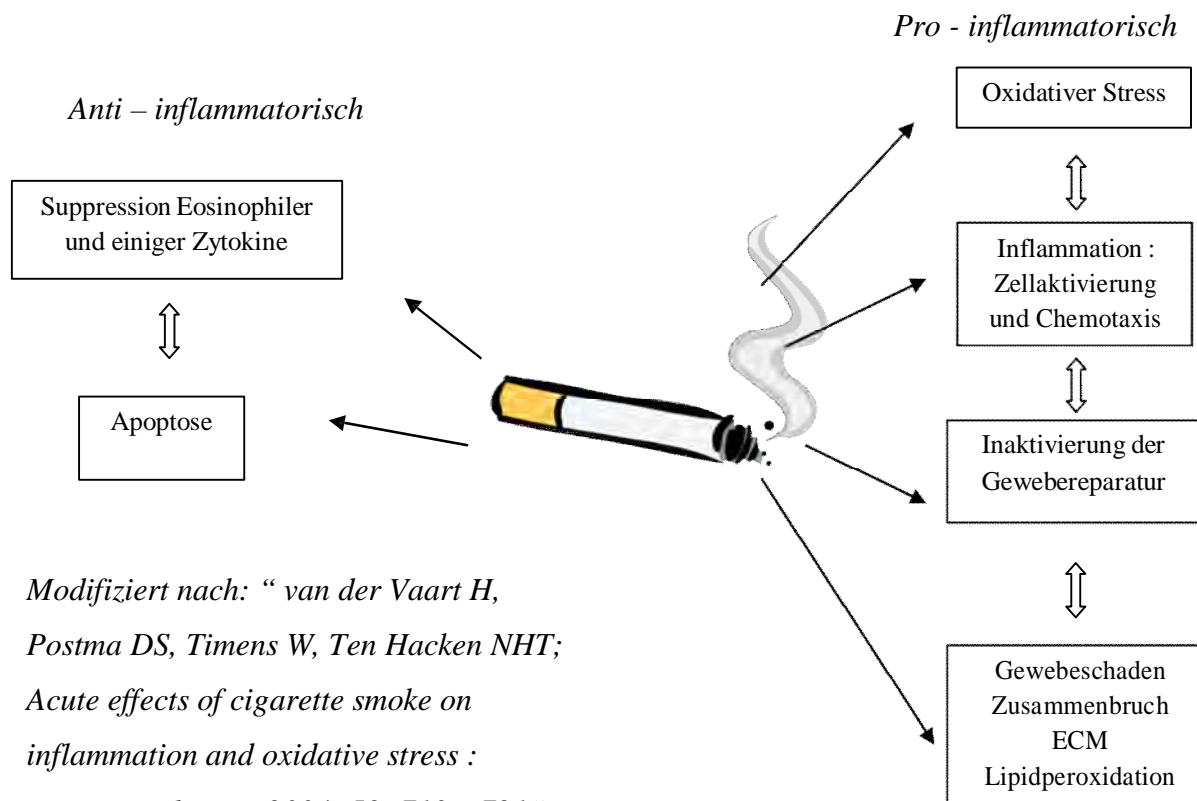 Pro - inflammatorisch
Anti – inflammatorisch
Oxidativer Stress
Suppression Eosinophiler
und einiger Zytokine
Inflammation :
Zellaktivierung
und Chemotaxis
Apoptose
Inaktivierung der
Gewebereparatur
Modifiziert nach: “ van der Vaart H,
Postma DS, Timens W, Ten Hacken NHT;
Acute effects of cigarette smoke on
inflammation and oxidative stress :
Gewebeschaden
Zusammenbruch
ECM
Lipidperoxidation